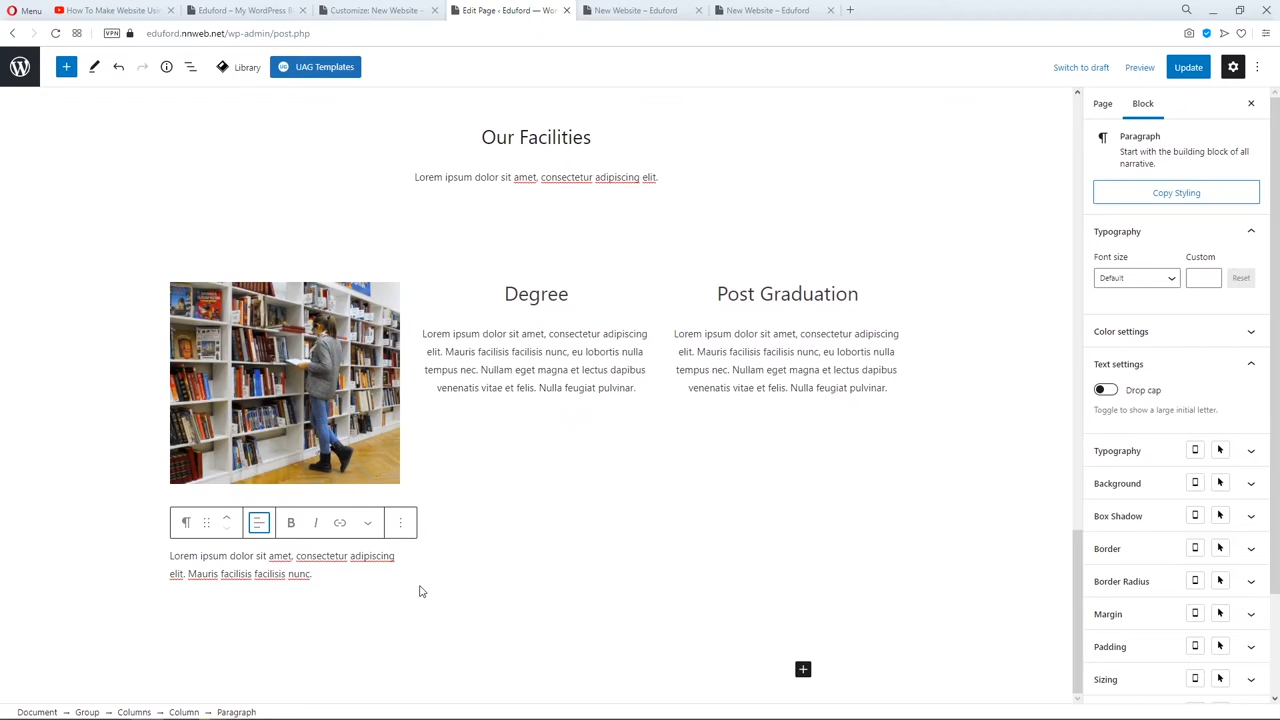 Menu
How To Make Website Usin
Eduford – My WordPress B
Customize: New Website –
Edit Page ‹ Eduford — Wor
New Website – Eduford
New Website – Eduford
VPN
eduford.nnweb.net/wp-admin/post.php
Library
UAG Templates
Switch to draft
Preview
Update
Our Facilities
Lorem ipsum dolor sit amet, consectetur adipiscing elit.
Degree
Lorem ipsum dolor sit amet, consectetur adipiscing
elit. Mauris facilisis facilisis nunc, eu lobortis nulla
tempus nec. Nullam eget magna et lectus dapibus
venenatis vitae et felis. Nulla feugiat pulvinar.
Post Graduation
Lorem ipsum dolor sit amet, consectetur adipiscing
elit. Mauris facilisis facilisis nunc, eu lobortis nulla
tempus nec. Nullam eget magna et lectus dapibus
venenatis vitae et felis. Nulla feugiat pulvinar.
B I
Lorem ipsum dolor sit amet, consectetur adipiscing
elit. Mauris facilisis facilisis nunc.
Page
Block
Paragraph
Start with the building block of all
narrative.
Copy Styling
Typography
Font size
Custom
Default
Reset
Color settings
Text settings
Drop cap
Toggle to show a large initial letter.
Typography
Background
Box Shadow
Border
Border Radius
Margin
Padding
Sizing
Document → Group → Columns → Column → Paragraph